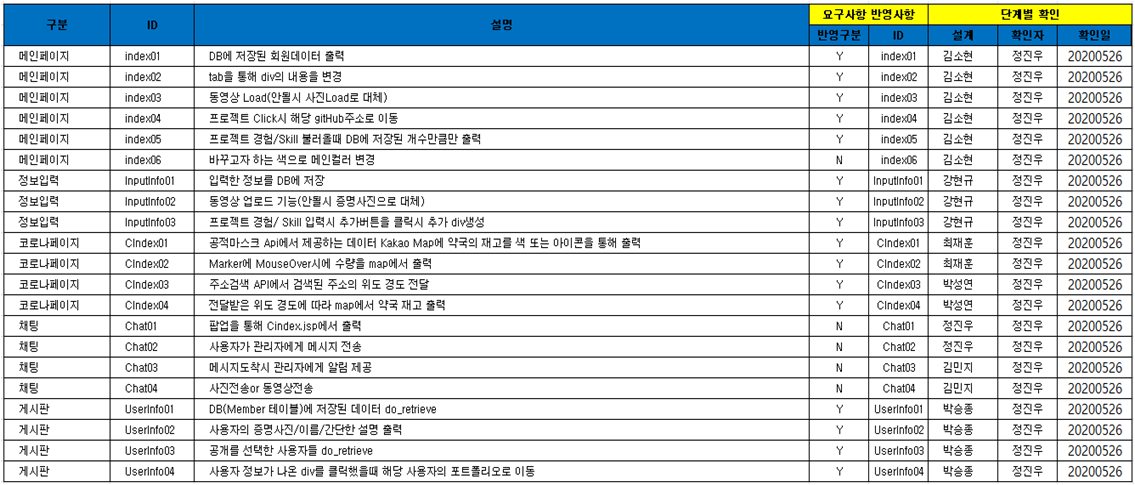 구분 ID 설명 요구사항 반영사항 단계별 확인
반영구분 ID 설계 확인자 확인일
메인페이지 index01 DB에 저장된 회원데이터 출력 Y index01 김소현 정진우 20200526
메인페이지 index02 tab을 통해 div의 내용을 변경 Y index02 김소현 정진우 20200526
메인페이지 index03 동영상 Load(안될시 사진Load로 대체) Y index03 김소현 정진우 20200526
메인페이지 index04 프로젝트 Click시 해당 gitHub주소로 이동 Y index04 김소현 정진우 20200526
메인페이지 index05 프로젝트 경험/Skill 불러올때 DB에 저장된 개수만큼만 출력 Y index05 김소현 정진우 20200526
메인페이지 index06 바꾸고자 하는 색으로 메인컬러 변경 N index06 김소현 정진우 20200526
정보입력 InputInfo01 입력한 정보를 DB에 저장 Y InputInfo01 강현규 정진우 20200526
정보입력 InputInfo02 동영상 업로드 기능(안될시 증명사진으로 대체) Y InputInfo02 강현규 정진우 20200526
정보입력 InputInfo03 프로젝트 경험/ Skill 입력시 추가버튼을 클릭시 추가 div생성 Y InputInfo03 강현규 정진우 20200526
코로나페이지 CIndex01 공적마스크 Api에서 제공하는 데이터 Kakao Map에 약국의 재고를 색 또는 아이콘을 통해 출력 Y CIndex01 최재훈 정진우 20200526
코로나페이지 CIndex02 Marker에 MouseOver시에 수량을 map에서 출력 Y CIndex02 최재훈 정진우 20200526
코로나페이지 CIndex03 주소검색 API에서 검색된 주소의 위도 경도 전달 Y CIndex03 박성연 정진우 20200526
코로나페이지 CIndex04 전달받은 위도 경도에 따라 map에서 약국 재고 출력 Y CIndex04 박성연 정진우 20200526
채팅 Chat01 팝업을 통해 Cindex.jsp에서 출력 N Chat01 정진우 정진우 20200526
채팅 Chat02 사용자가 관리자에게 메시지 전송 N Chat02 정진우 정진우 20200526
채팅 Chat03 메시지도착시 관리자에게 알림 제공 N Chat03 김민지 정진우 20200526
채팅 Chat04 사진전송or 동영상전송 N Chat04 김민지 정진우 20200526
게시판 UserInfo01 DB(Member 테이블)에 저장된 데이터 do_retrieve Y UserInfo01 박승종 정진우 20200526
게시판 UserInfo02 사용자의 증명사진/이름/간단한 설명 출력 Y UserInfo02 박승종 정진우 20200526
게시판 UserInfo03 공개를 선택한 사용자들 do_retrieve Y UserInfo03 박승종 정진우 20200526
게시판 UserInfo04 사용자 정보가 나온 div를 클릭했을때 해당 사용자의 포트폴리오로 이동 Y UserInfo04 박승종 정진우 20200526